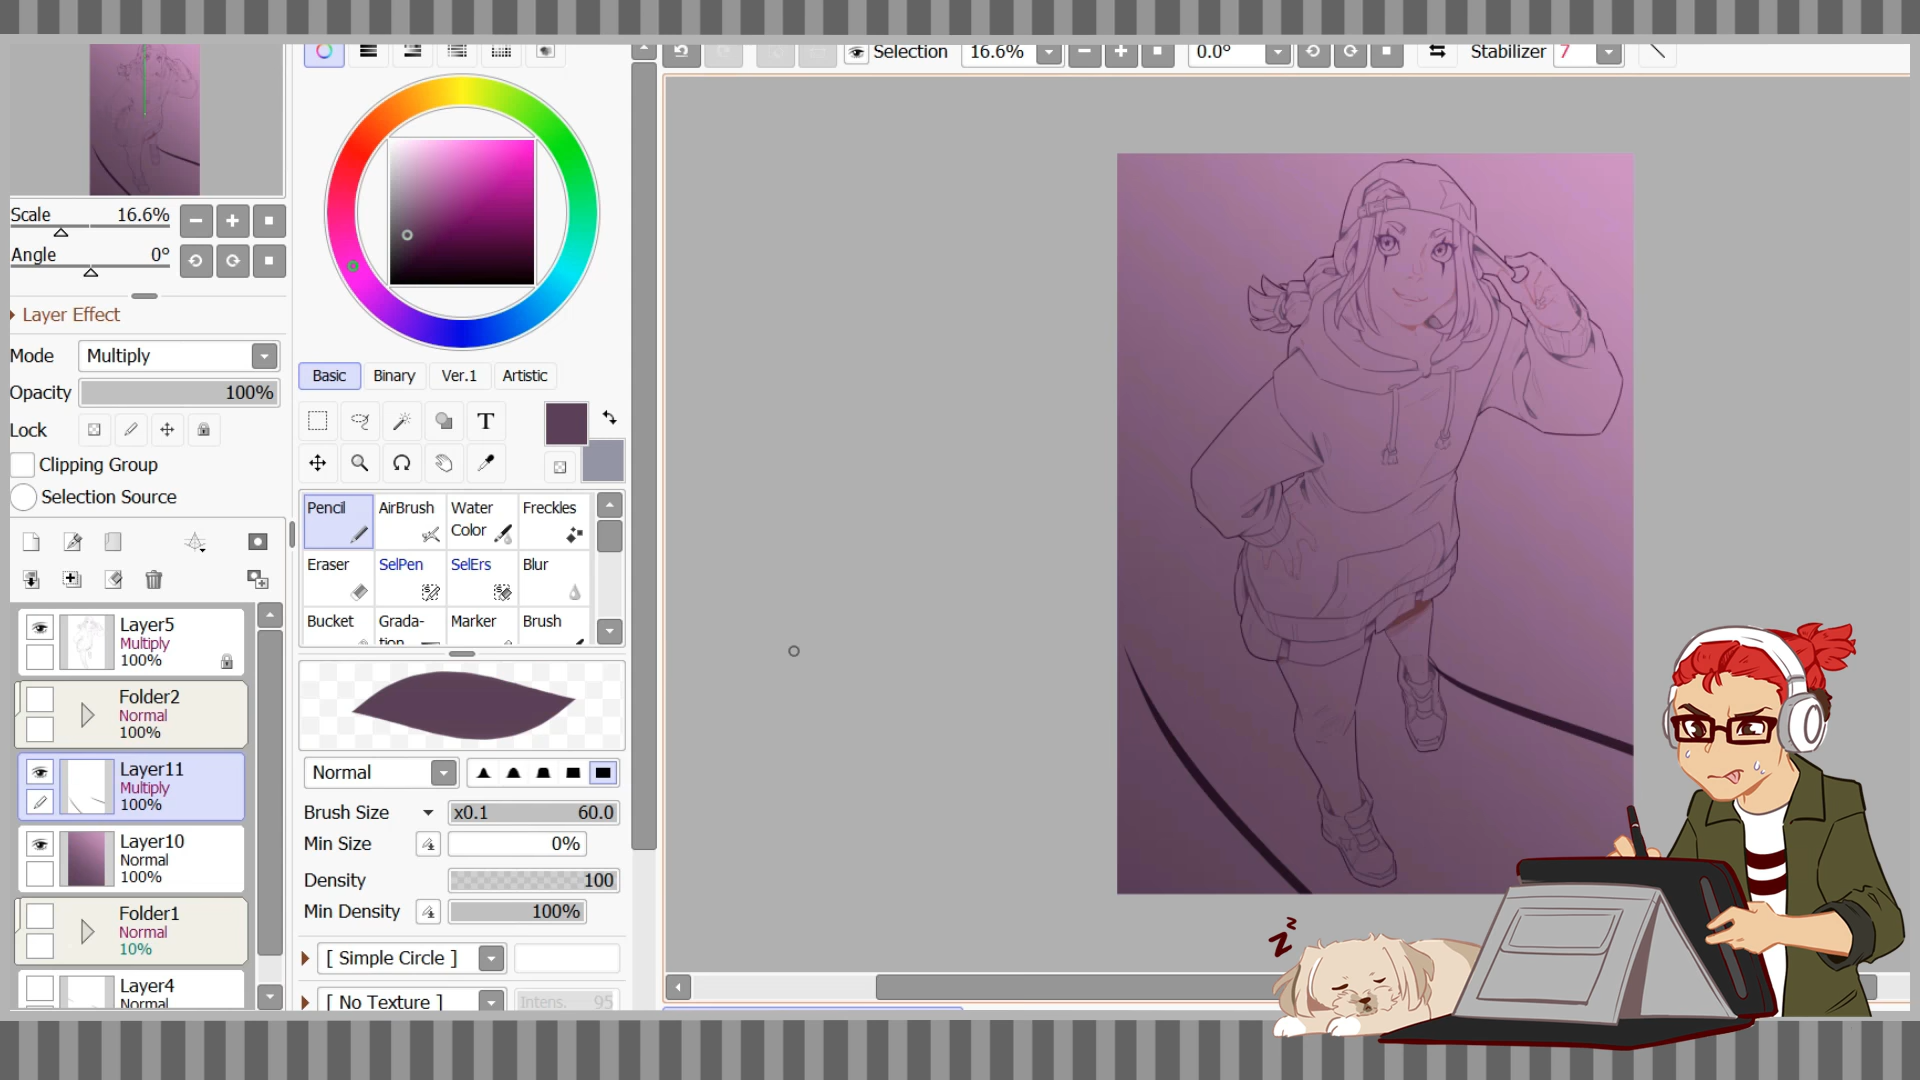 Selection
16.6%
0.0°
Stabilizer 7
Scale 16.6%
Angle 0°
Layer Effect
Mode Multiply
Opacity 100%
Lock
Clipping Group
Selection Source
Layer5
Multiply
100%
Folder2
Normal
100%
Layer11
Multiply
100%
Layer10
Normal
100%
Folder1
Normal
10%
Layer4
Normal
Basic Binary Ver.1 Artistic
T
Pencil AirBrush Water Color Freckles
Eraser SelPen SelErs Blur
Bucket Grada- Marker Brush
tion
Normal
Brush Size x0.1 60.0
Min Size 0%
Density 100
Min Density 100%
[ Simple Circle ]
[ No Texture ] Intens. 95
z z